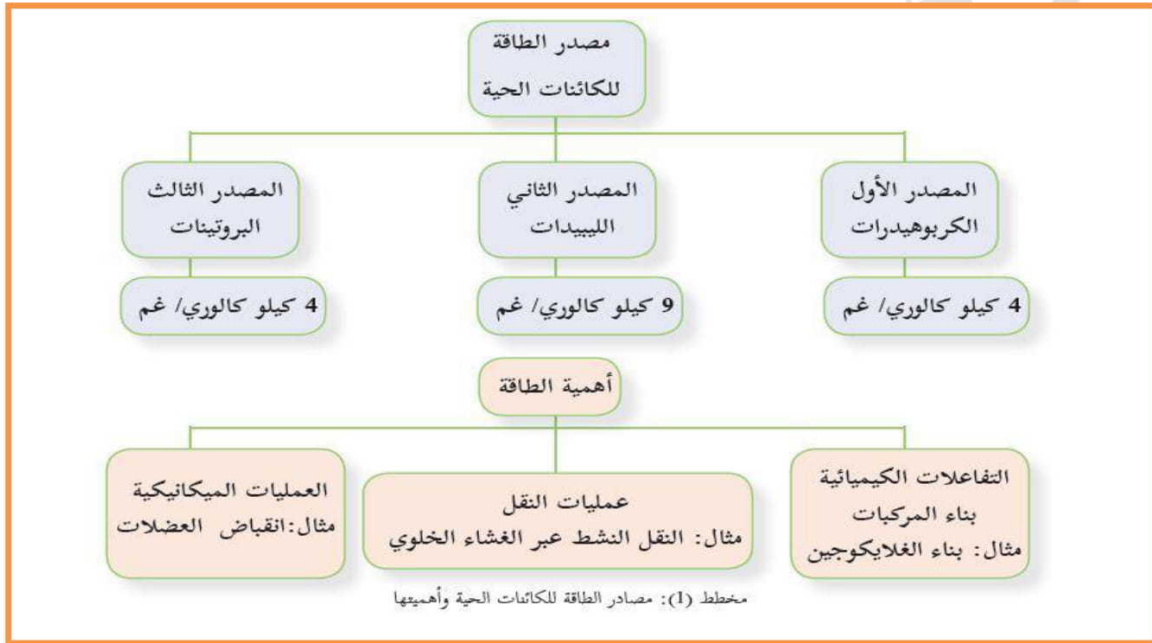 مصدر الطاقة
للكائنات الحية
المصدر الأول
الكربوهيدرات
المصدر الثاني
الليبيدات
المصدر الثالث
البروتينات
4 كيلو كالوري/ غم
9 كيلو كالوري/ غم
4 كيلو كالوري/ غم
أهمية الطاقة
التفاعلات الكيميائية
بناء المركبات
مثال: بناء الغلايكوجين
عمليات النقل
مثال: النقل النشط عبر الغشاء الخلوي
العمليات الميكانيكية
مثال:انقباض العضلات
مخطط (1): مصادر الطاقة للكائنات الحية وأهميتها